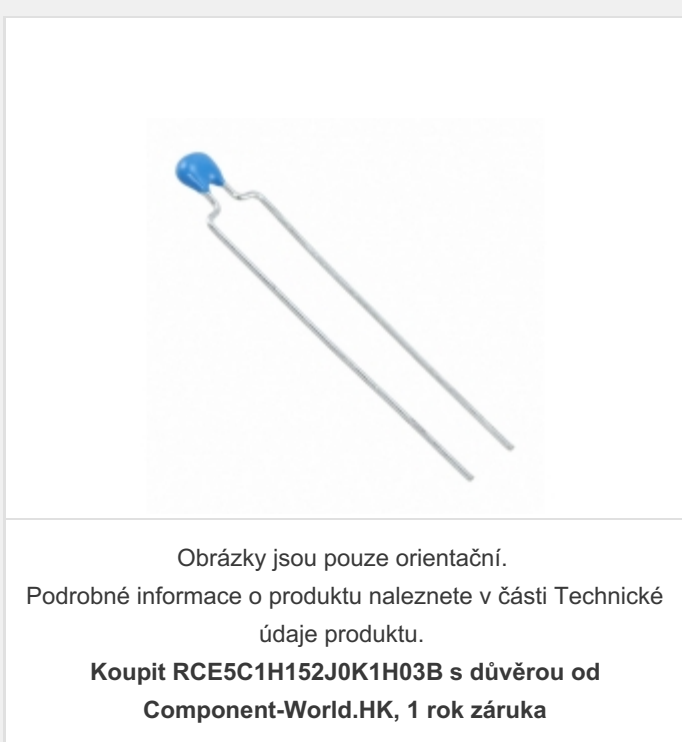 Obrázky jsou pouze orientační.
Podrobné informace o produktu naleznete v části Technické
údaje produktu.
Koupit RCE5C1H152J0K1H03B s důvěrou od
Component-World.HK, 1 rok záruka